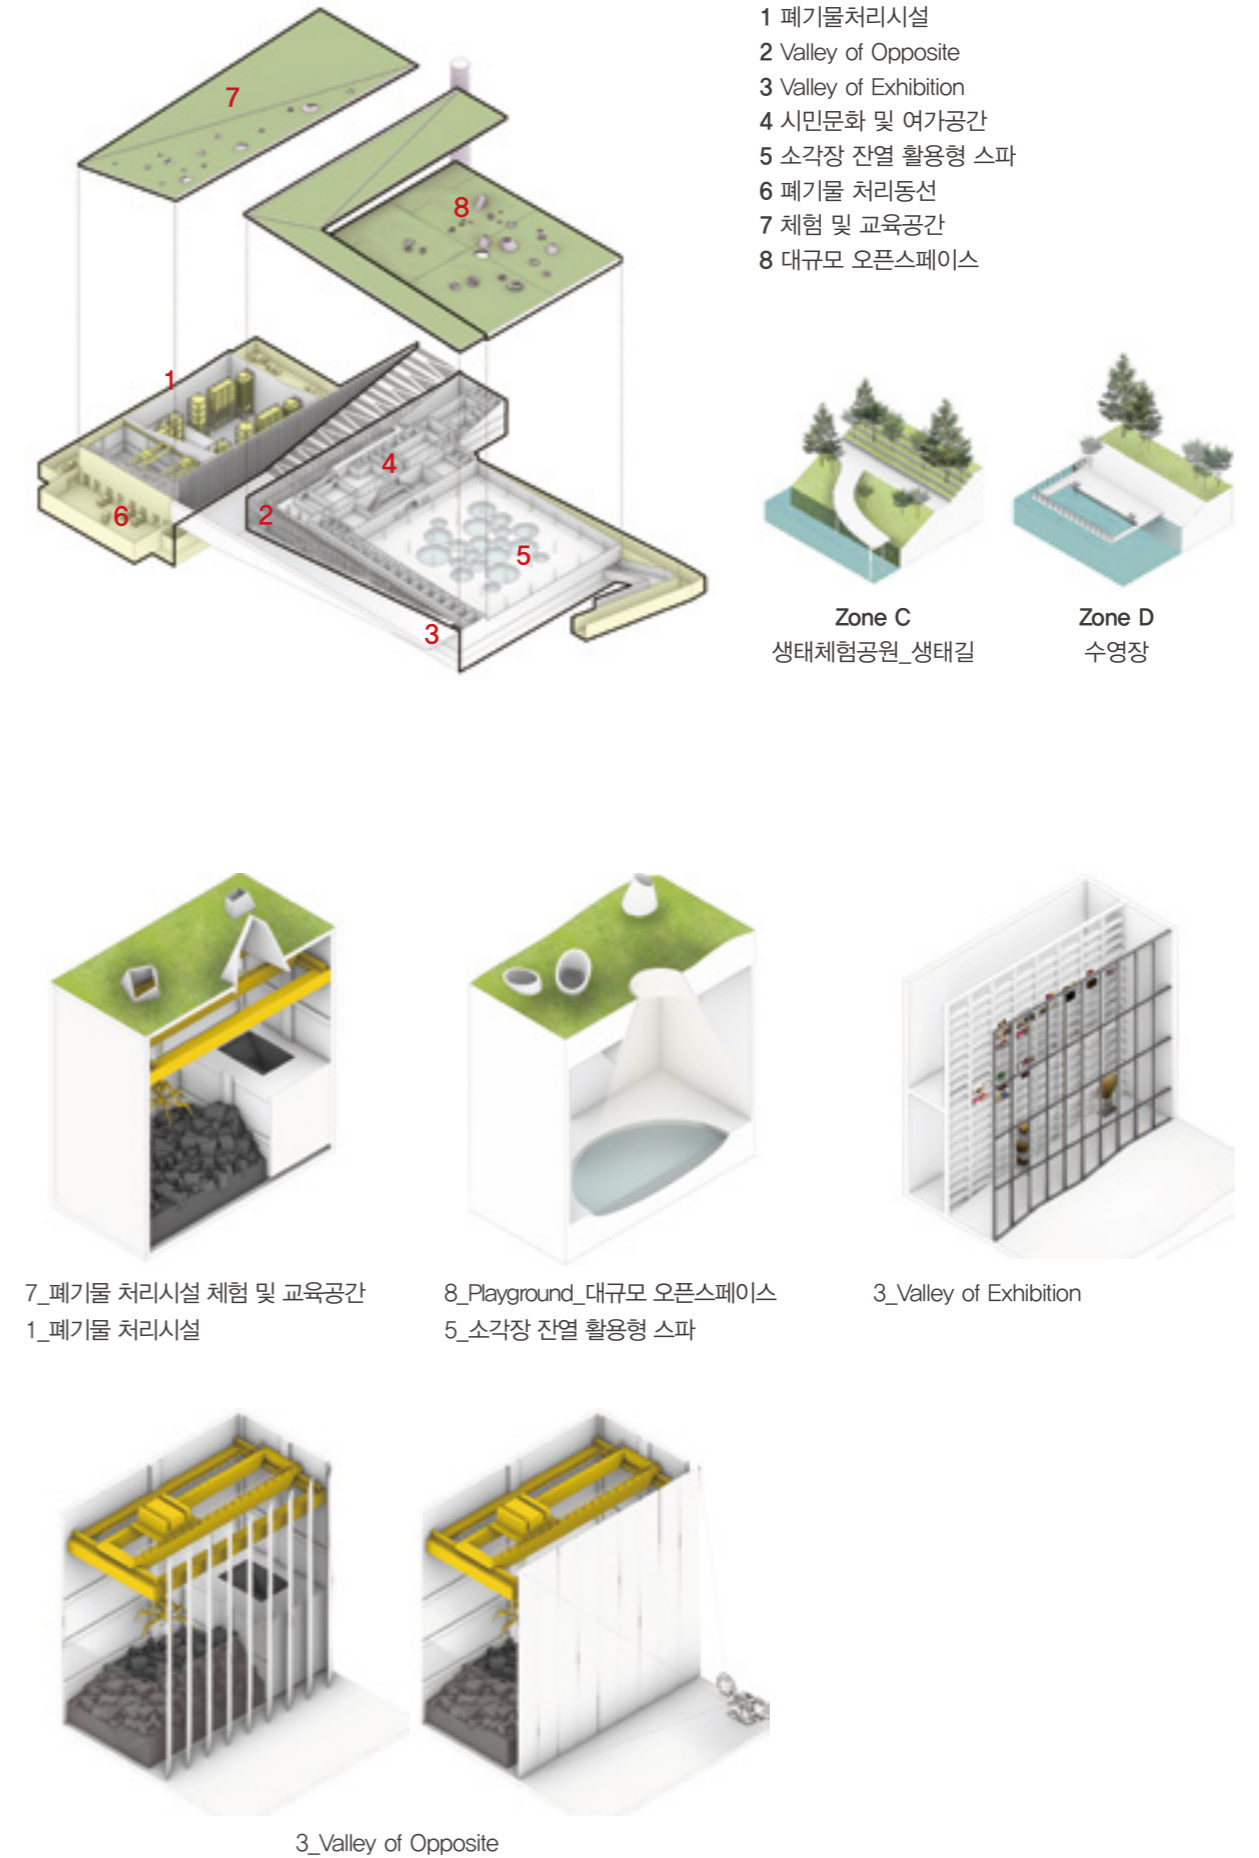 1 폐기물처리시설
2 Valley of Opposite
3 Valley of Exhibition
4 시민문화 및 여가공간
5 소각장 잔열 활용형 스파
6 폐기물 처리동선
7 체험 및 교육공간
8 대규모 오픈스페이스
7
8
1
4
6
2
5
3
Zone C
생태체험공원_생태길
Zone D
수영장
7_폐기물 처리시설 체험 및 교육공간
1_폐기물 처리시설
8_Playground_대규모 오픈스페이스
5_소각장 잔열 활용형 스파
3_Valley of Exhibition
3_Valley of Opposite